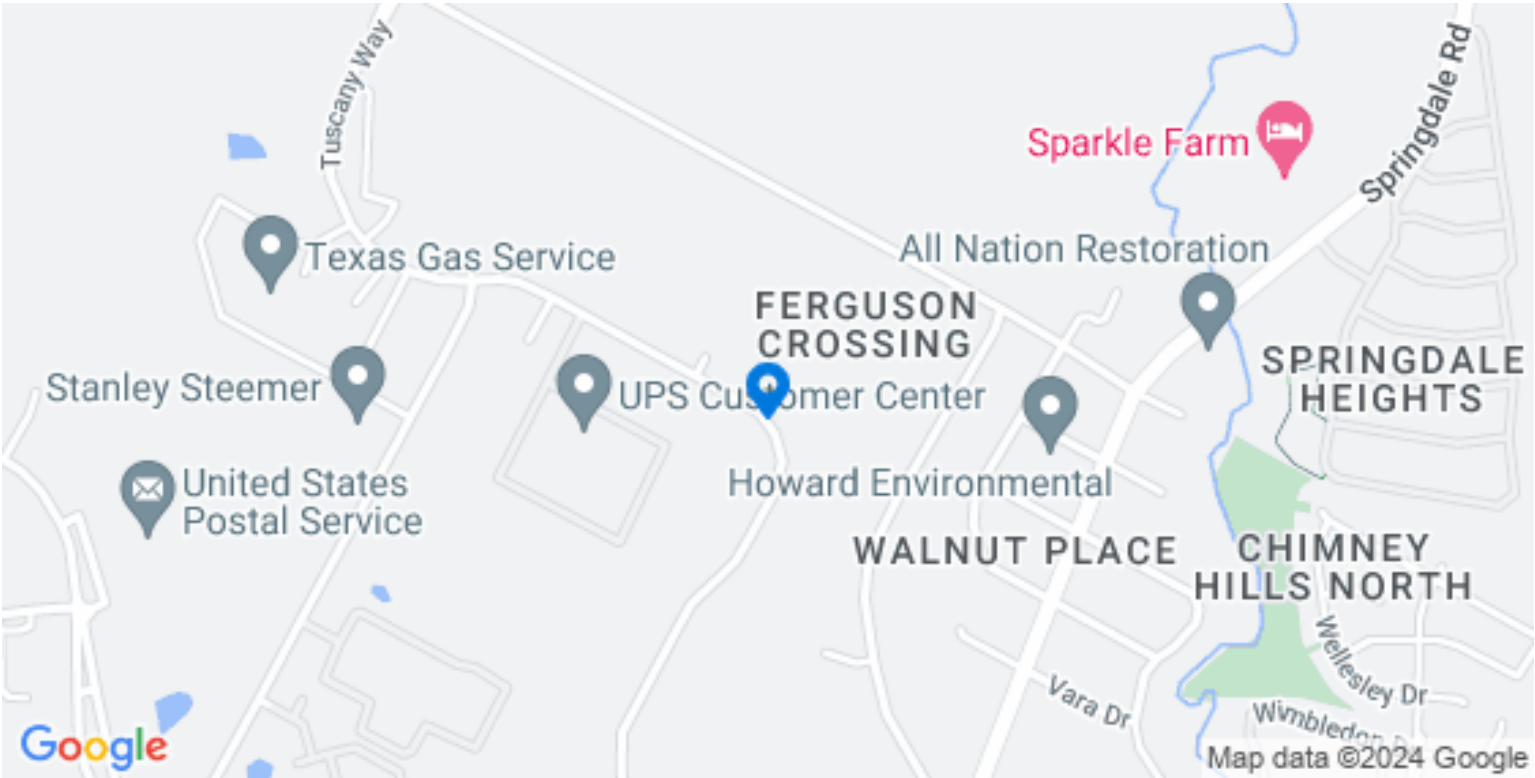 Tuscany Way
Springdale Rd
Sparkle Farm
Texas Gas Service
All Nation Restoration
FERGUSON
CROSSING
SPRINGDALE
HEIGHTS
Stanley Steemer
UPS Customer Center
United States
Postal Service
Howard Environmental
WALNUT PLACE
CHIMNEY
HILLS NORTH
Wellesley Dr
Vara Dr
Wimbledon
Google
Map data ©2024 Google